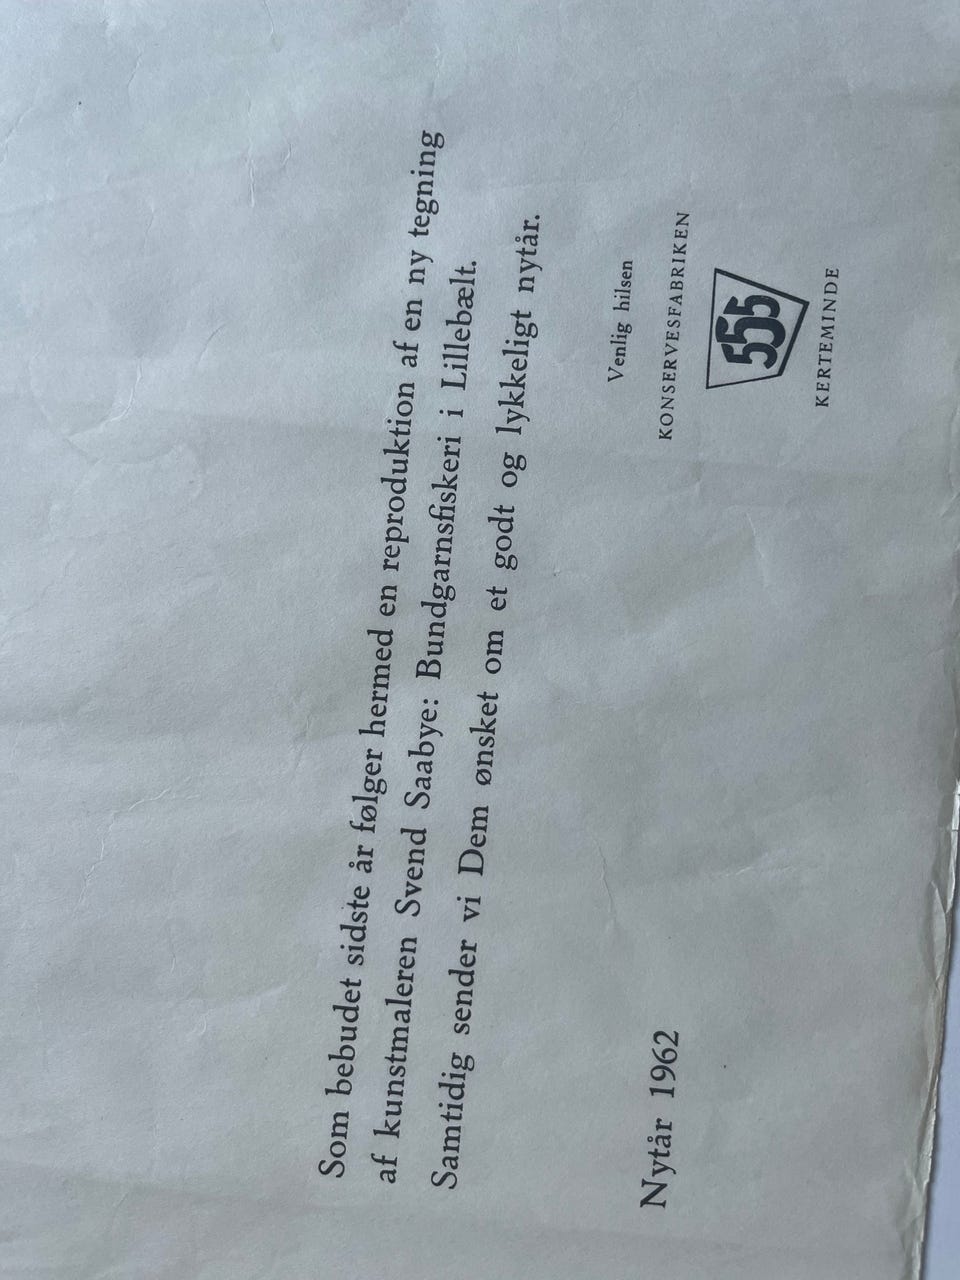 Som bebudet sidste år følger hermed en reproduktion af en ny tegning
af kunstmaleren Svend Saabye: Bundgarnsfiskeri i Lillebælt.
Samtidig sender vi Dem ønsket om et godt og lykkeligt nytår.
Venlig hilsen
KONSERVESFABRIKEN
555
KERTEMINDE
Nytår 1962